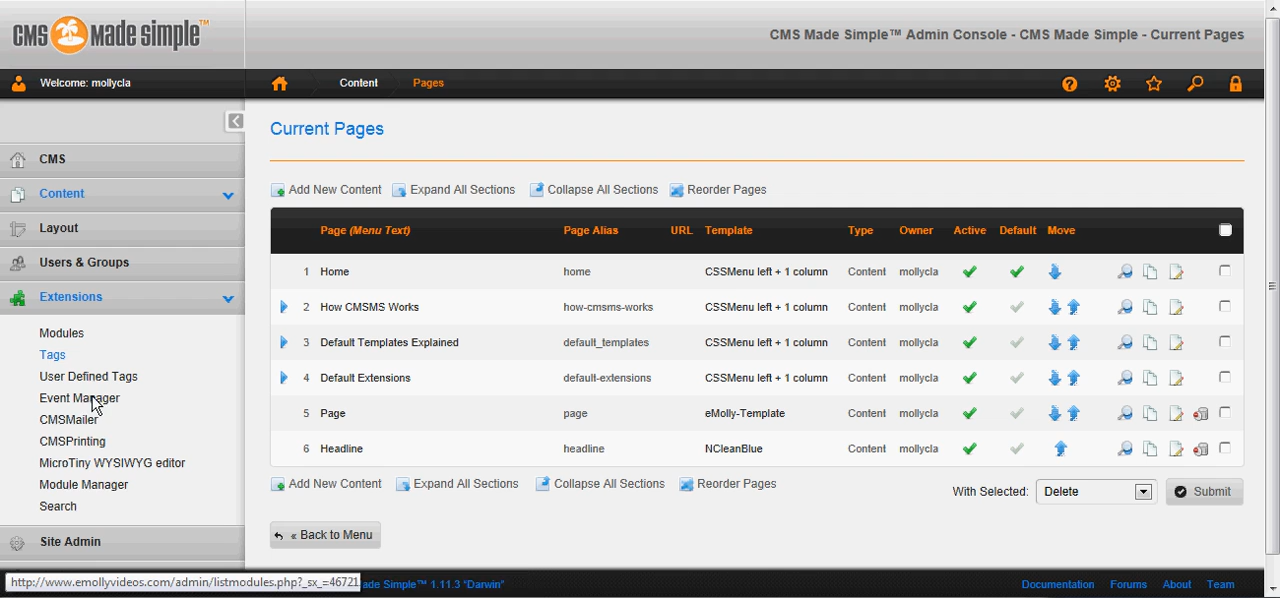 CMS Made Simple™
CMS Made Simple™ Admin Console - CMS Made Simple - Current Pages
Welcome: mollycla
Content
Pages
CMS
Content
Layout
Users & Groups
Extensions
Modules
Tags
User Defined Tags
Event Manager
CMSMailer
CMSPrinting
MicroTiny WYSIWYG editor
Module Manager
Search
Site Admin
Current Pages
Add New Content Expand All Sections Collapse All Sections Reorder Pages
Page (Menu Text) Page Alias URL Template Type Owner Active Default Move
1 Home home CSSMenu left + 1 column Content mollycla
2 How CMSMS Works how-cmsms-works CSSMenu left + 1 column Content mollycla
3 Default Templates Explained default_templates CSSMenu left + 1 column Content mollycla
4 Default Extensions default-extensions CSSMenu left + 1 column Content mollycla
5 Page page eMolly-Template Content mollycla
6 Headline headline NCleanBlue Content mollycla
Add New Content Expand All Sections Collapse All Sections Reorder Pages
With Selected: Delete Submit
« Back to Menu
http://www.emollyvideos.com/admin/listmodules.php?_sx_=46721
ade Simple™ 1.11.3 "Darwin"
Documentation Forums About Team